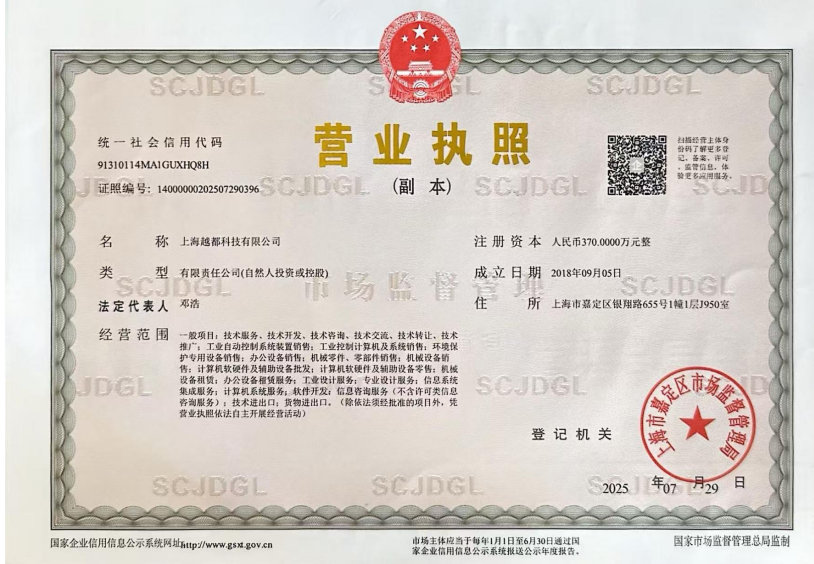 营业执照
(副 本)
统一社会信用代码
91310114MA1GUXHQ8H
证照编号：14000000202507290396
扫描经营主体身
份码了解更多登
记、备案、许可
、监管信息，体
验更多应用服务。
名 称 上海越都科技有限公司
类 型 有限责任公司(自然人投资或控股)
法定代表人 邓浩
经营范围 一般项目：技术服务、技术开发、技术咨询、技术交流、技术转让、技术
推广；工业自动控制系统装置销售；工业控制计算机及系统销售；环境保
护专用设备销售；办公设备销售；机械零件、零部件销售；机械设备销
售；计算机软硬件及辅助设备批发；计算机软硬件及辅助设备零售；机械
设备租赁；办公设备租赁服务；工业设计服务；专业设计服务；信息系统
集成服务；计算机系统服务；软件开发；信息咨询服务（不含许可类信息
咨询服务）；技术进出口；货物进出口。（除依法须经批准的项目外，凭
营业执照依法自主开展经营活动）
注册资本 人民币370.0000万元整
成立日期 2018年09月05日
住 所 上海市嘉定区银翔路655号1幢1层J950室
市场监督管理
SCJDGL
登记机关
上海市嘉定区市场监督管理局
2025 年 07 月 29 日
国家企业信用信息公示系统网址http://www.gsxt.gov.cn
市场主体应当于每年1月1日至6月30日通过国
家企业信用信息公示系统报送公示年度报告。
国家市场监督管理总局监制